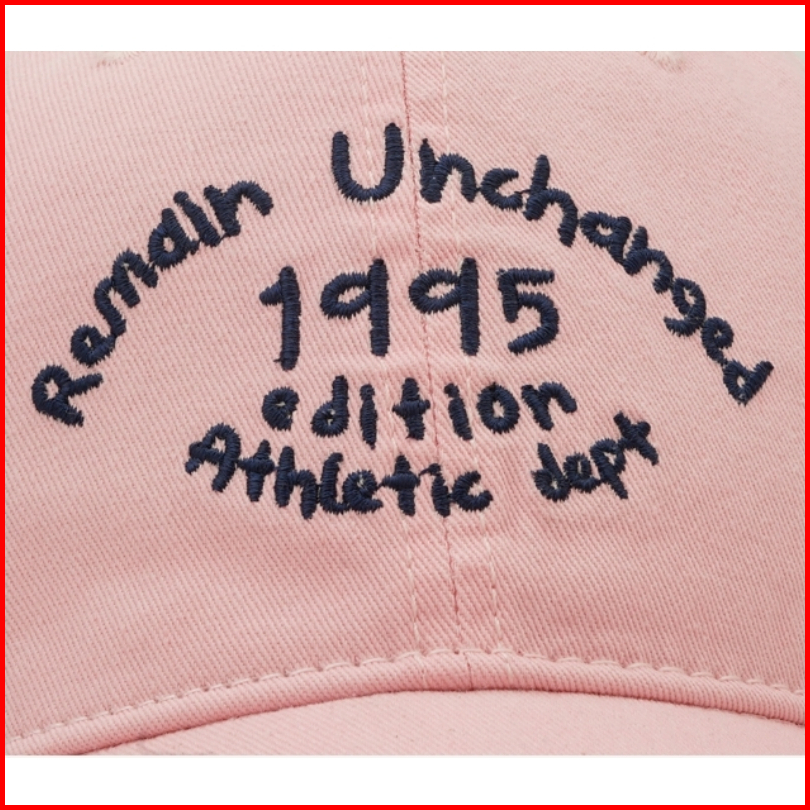 Remain Unchanged
1995
edition
Athletic dept